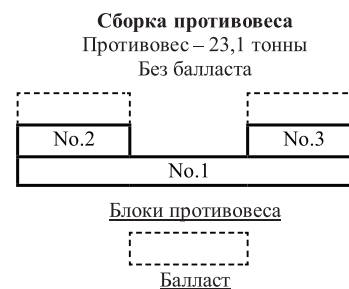 Сборка противовеса
Противовес – 23,1 тонны
Без балласта
No.2
No.3
No.1
Блоки противовеса
Балласт